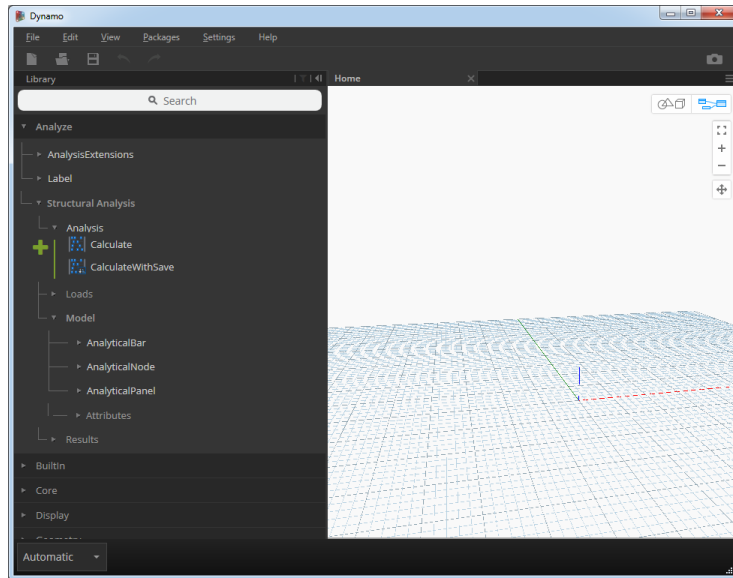 Dynamo
File Edit View Packages Settings Help
Library
Home
Search
Analyze
AnalysisExtensions
Label
Structural Analysis
Analysis
Calculate
CalculateWithSave
Loads
Model
AnalyticalBar
AnalyticalNode
AnalyticalPanel
Attributes
Results
BuiltIn
Core
Display
Geometry
Automatic